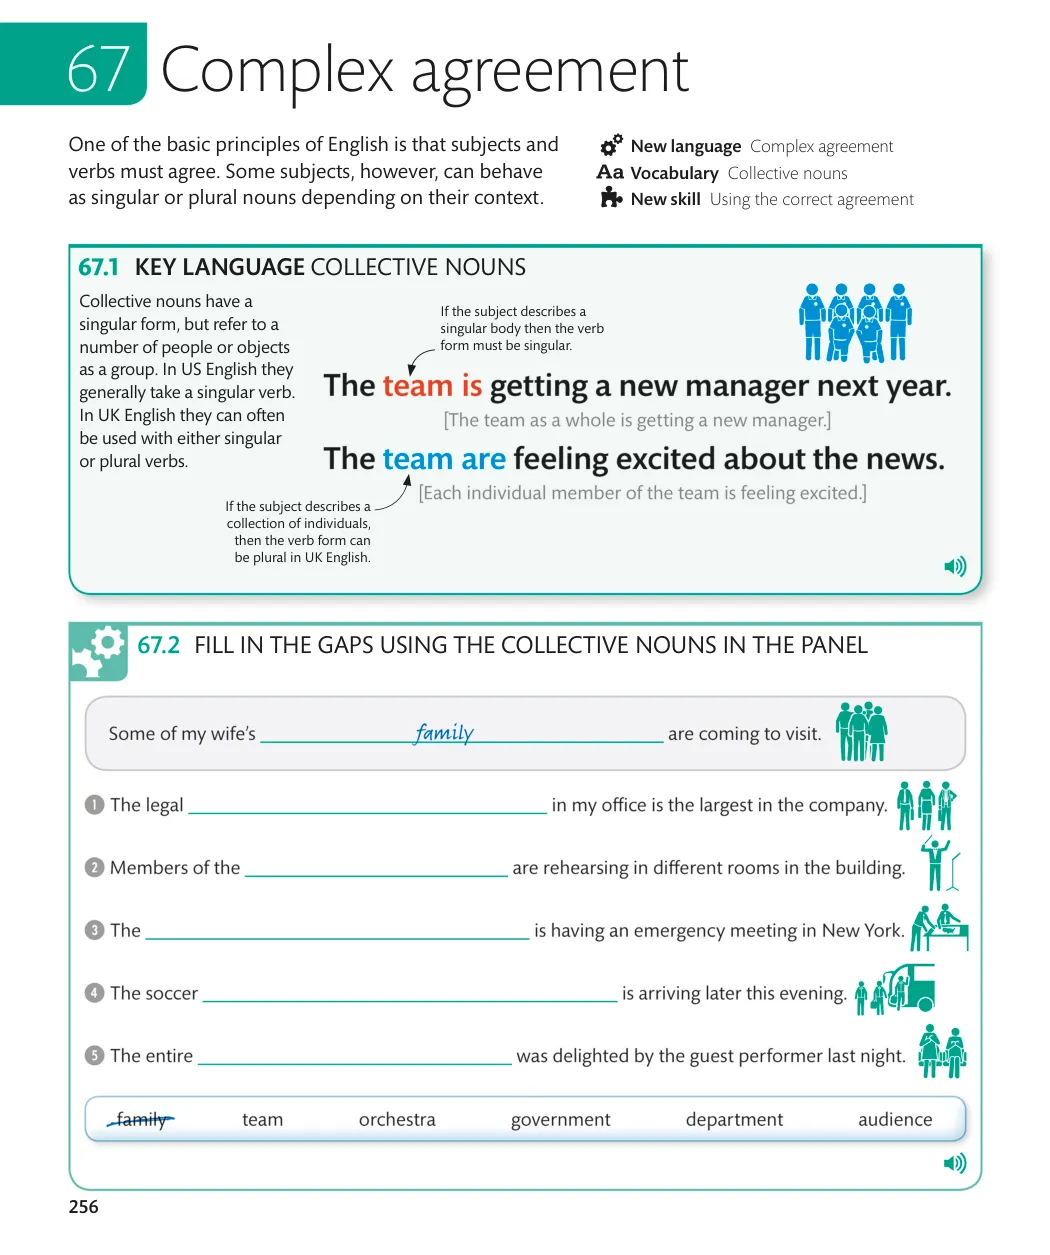 67 Complex agreement
One of the basic principles of English is that subjects and
verbs must agree. Some subjects, however, can behave
as singular or plural nouns depending on their context.
New language Complex agreement
Aa Vocabulary Collective nouns
New skill Using the correct agreement
67.1 KEY LANGUAGE COLLECTIVE NOUNS
Collective nouns have a
singular form, but refer to a
number of people or objects
as a group. In US English they
generally take a singular verb.
In UK English they can often
be used with either singular
or plural verbs.
If the subject describes a
singular body then the verb
form must be singular.
The team is getting a new manager next year.
[The team as a whole is getting a new manager.]
The team are feeling excited about the news.
[Each individual member of the team is feeling excited.]
If the subject describes a
collection of individuals,
then the verb form can
be plural in UK English.
67.2 FILL IN THE GAPS USING THE COLLECTIVE NOUNS IN THE PANEL
Some of my wife's family are coming to visit.
1 The legal in my office is the largest in the company.
2 Members of the are rehearsing in different rooms in the building.
3 The is having an emergency meeting in New York.
4 The soccer is arriving later this evening.
5 The entire was delighted by the guest performer last night.
family team orchestra government department audience
256